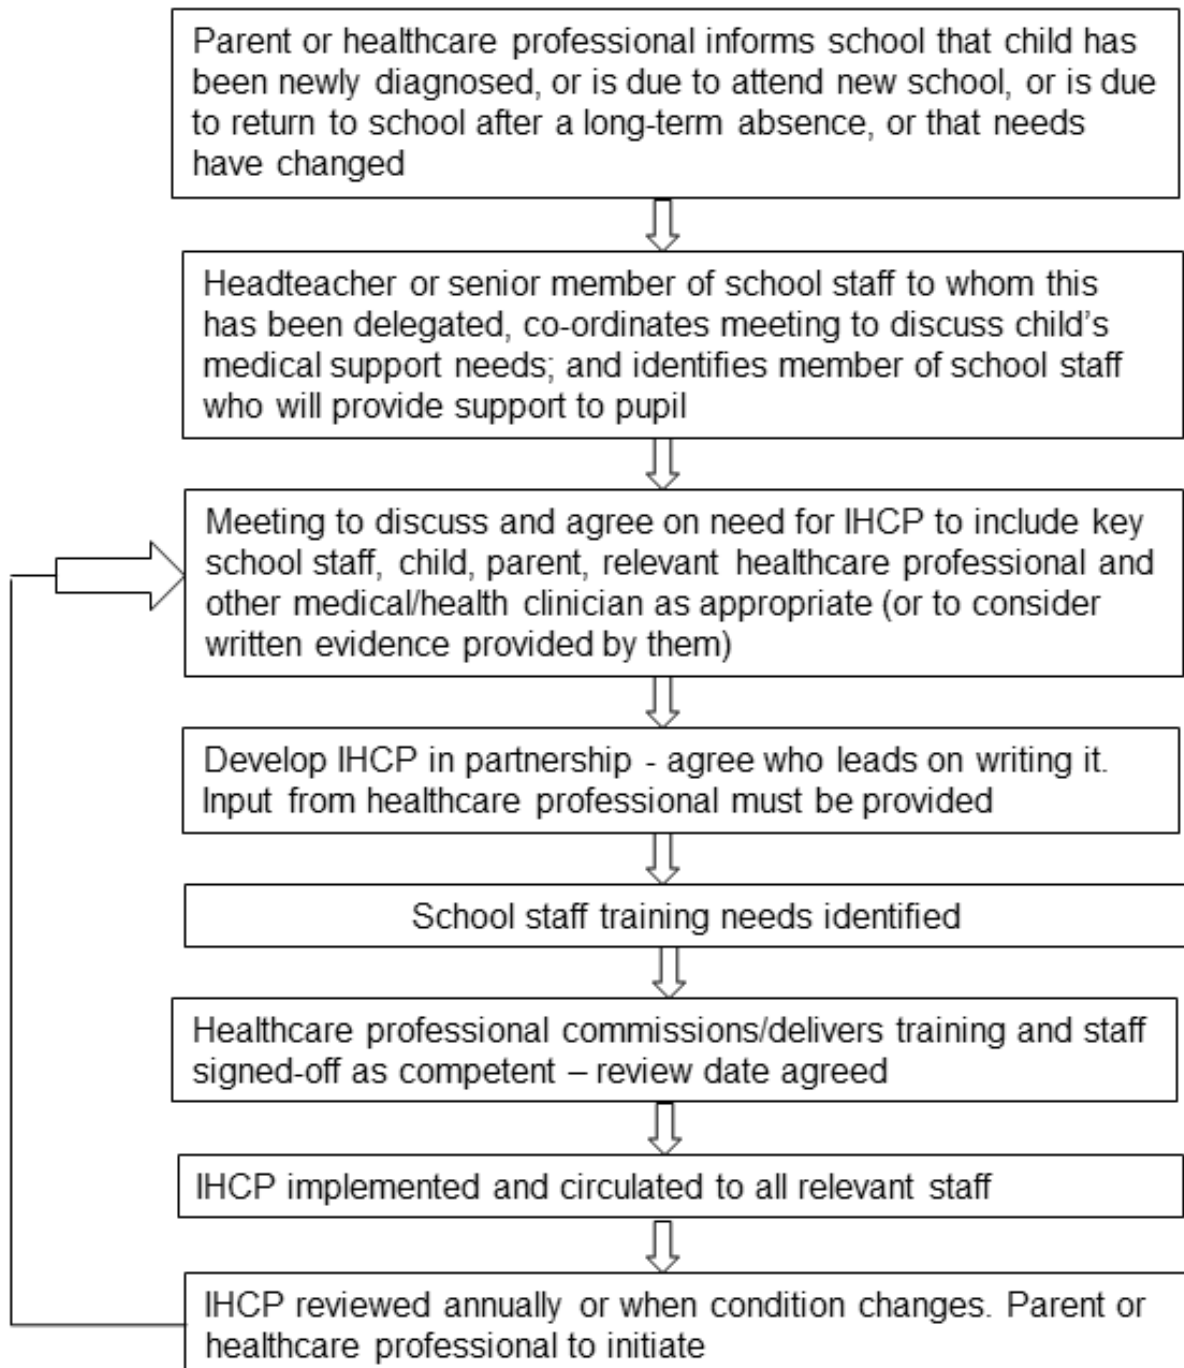 Parent or healthcare professional informs school that child has
been newly diagnosed, or is due to attend new school, or is due
to return to school after a long-term absence, or that needs
have changed
Headteacher or senior member of school staff to whom this
has been delegated, co-ordinates meeting to discuss child's
medical support needs; and identifies member of school staff
who will provide support to pupil
Meeting to discuss and agree on need for IHCP to include key
school staff, child, parent, relevant healthcare professional and
other medical/health clinician as appropriate (or to consider
written evidence provided by them)
Develop IHCP in partnership - agree who leads on writing it.
Input from healthcare professional must be provided
School staff training needs identified
Healthcare professional commissions/delivers training and staff
signed-off as competent – review date agreed
IHCP implemented and circulated to all relevant staff
IHCP reviewed annually or when condition changes. Parent or
healthcare professional to initiate